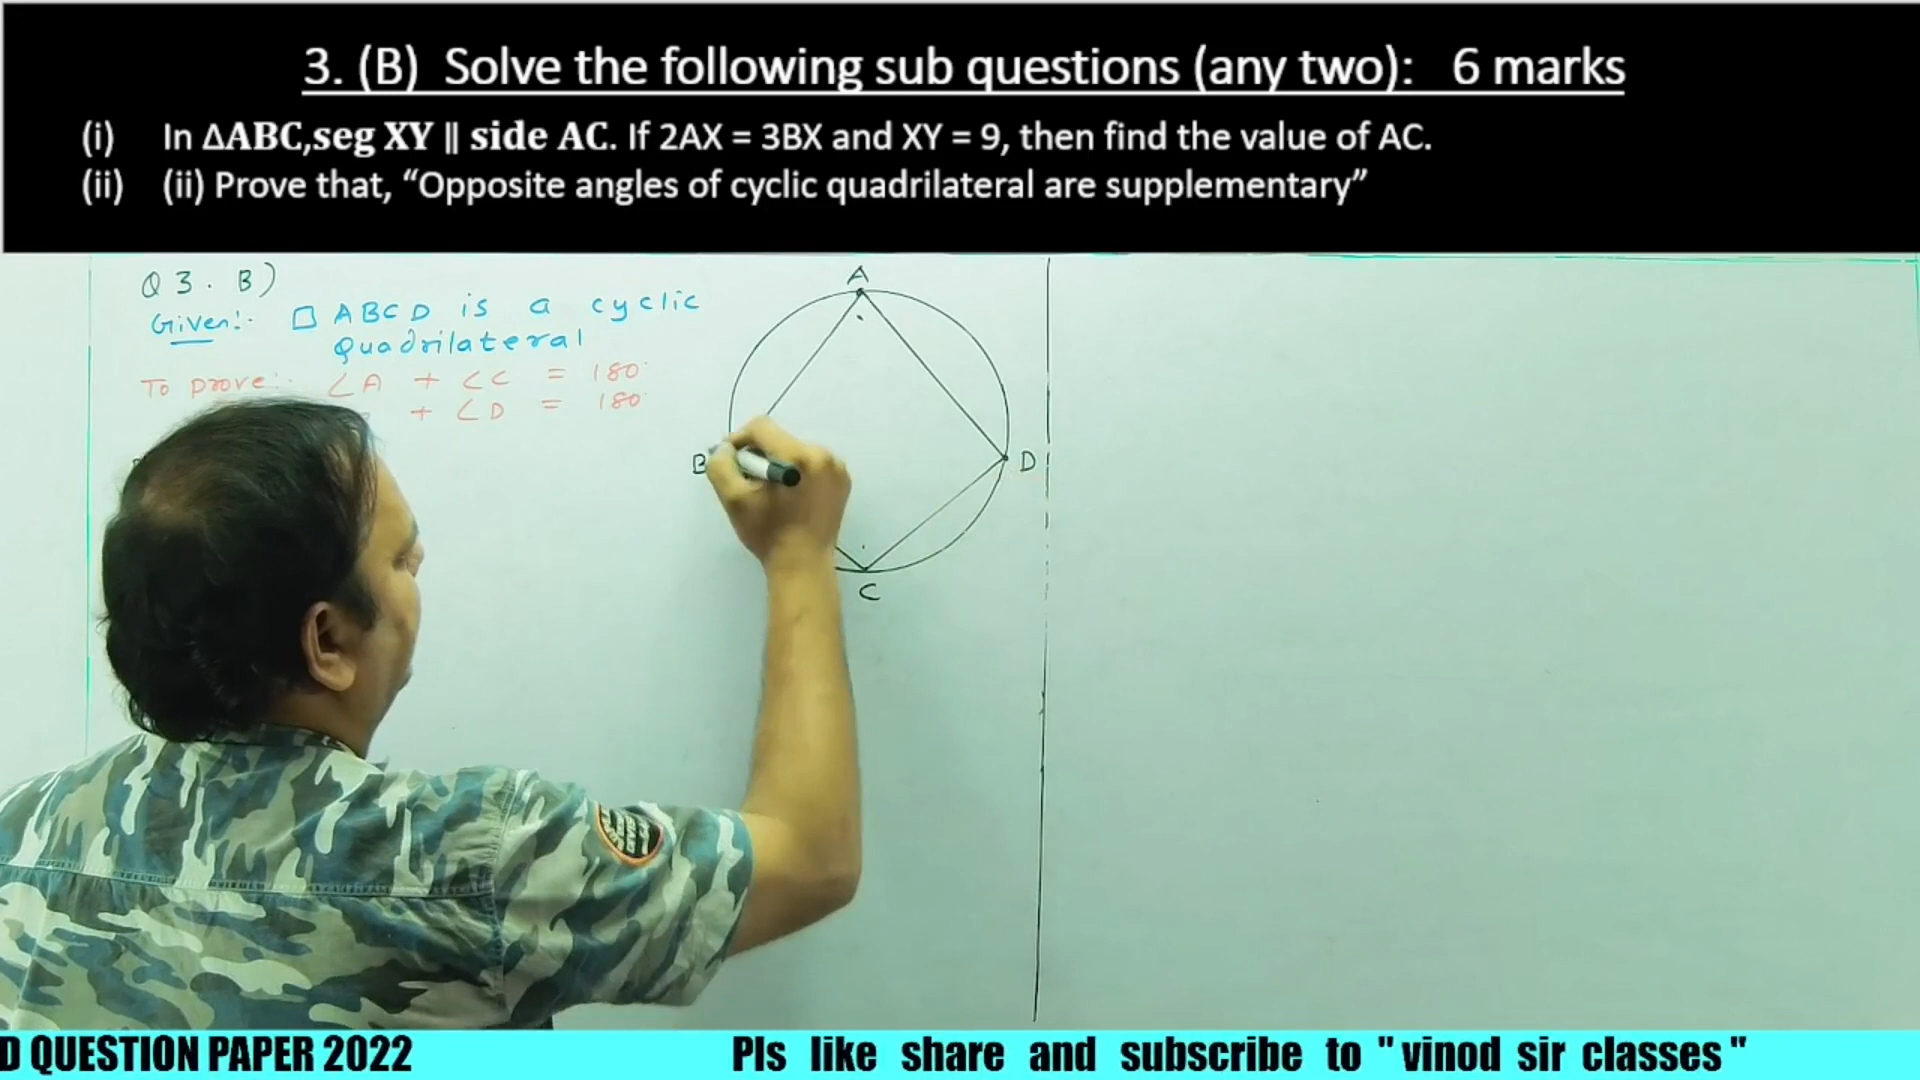 3. (B) Solve the following sub questions (any two): 6 marks
(i) In ΔABC,seg XY ∥ side AC. If 2AX = 3BX and XY = 9, then find the value of AC.
(ii) (ii) Prove that, “Opposite angles of cyclic quadrilateral are supplementary”
Q 3. B)
Given:- □ ABCD is a cyclic
Quadrilateral
To prove:- ∠A + ∠C = 180°
+ ∠D = 180°
A
B
D
C
D QUESTION PAPER 2022 Pls like share and subscribe to "vinod sir classes"